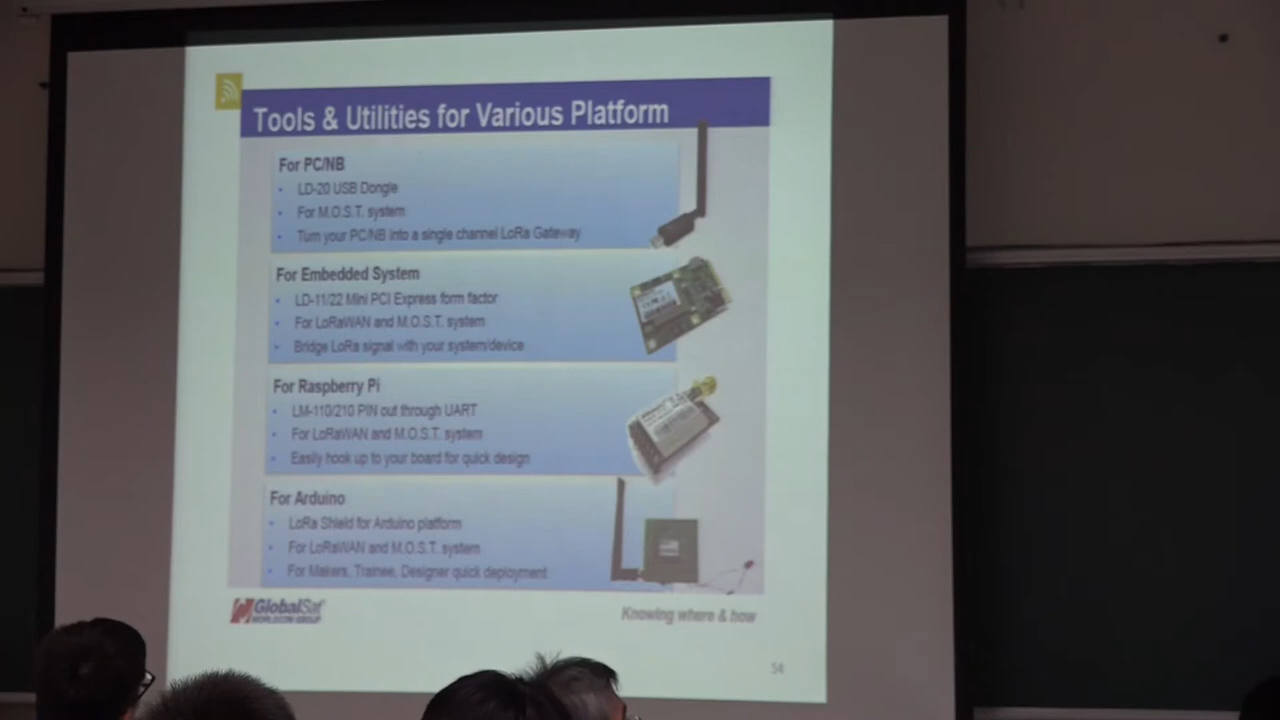 Tools & Utilities for Various Platform
For PC/NB
• LD-20 USB Dongle
• For M.O.S.T. system
• Turn your PC/NB into a single channel LoRa Gateway
For Embedded System
• LD-11/22 Mini PCI Express form factor
• For LoRaWAN and M.O.S.T. system
• Bridge LoRa signal with your system/device
For Raspberry Pi
• LM-110/210 PIN out through UART
• For LoRaWAN and M.O.S.T. system
• Easily hook up to your board for quick design
For Arduino
• LoRa Shield for Arduino platform
• For LoRaWAN and M.O.S.T. system
• For Makers, Trainee, Designer quick deployment
GlobalSat
WORLDCOM GROUP
Knowing where & how
54